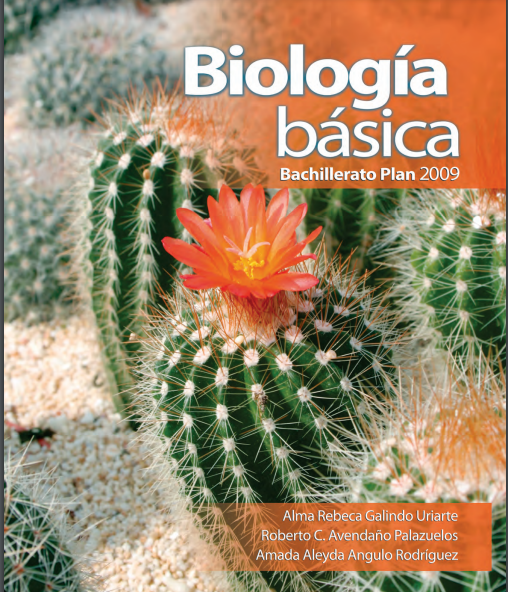 Biología
básica
Bachillerato Plan 2009
Alma Rebeca Galindo Uriarte
Roberto C. Avendaño Palazuelos
Amada Aleyda Angulo Rodríguez